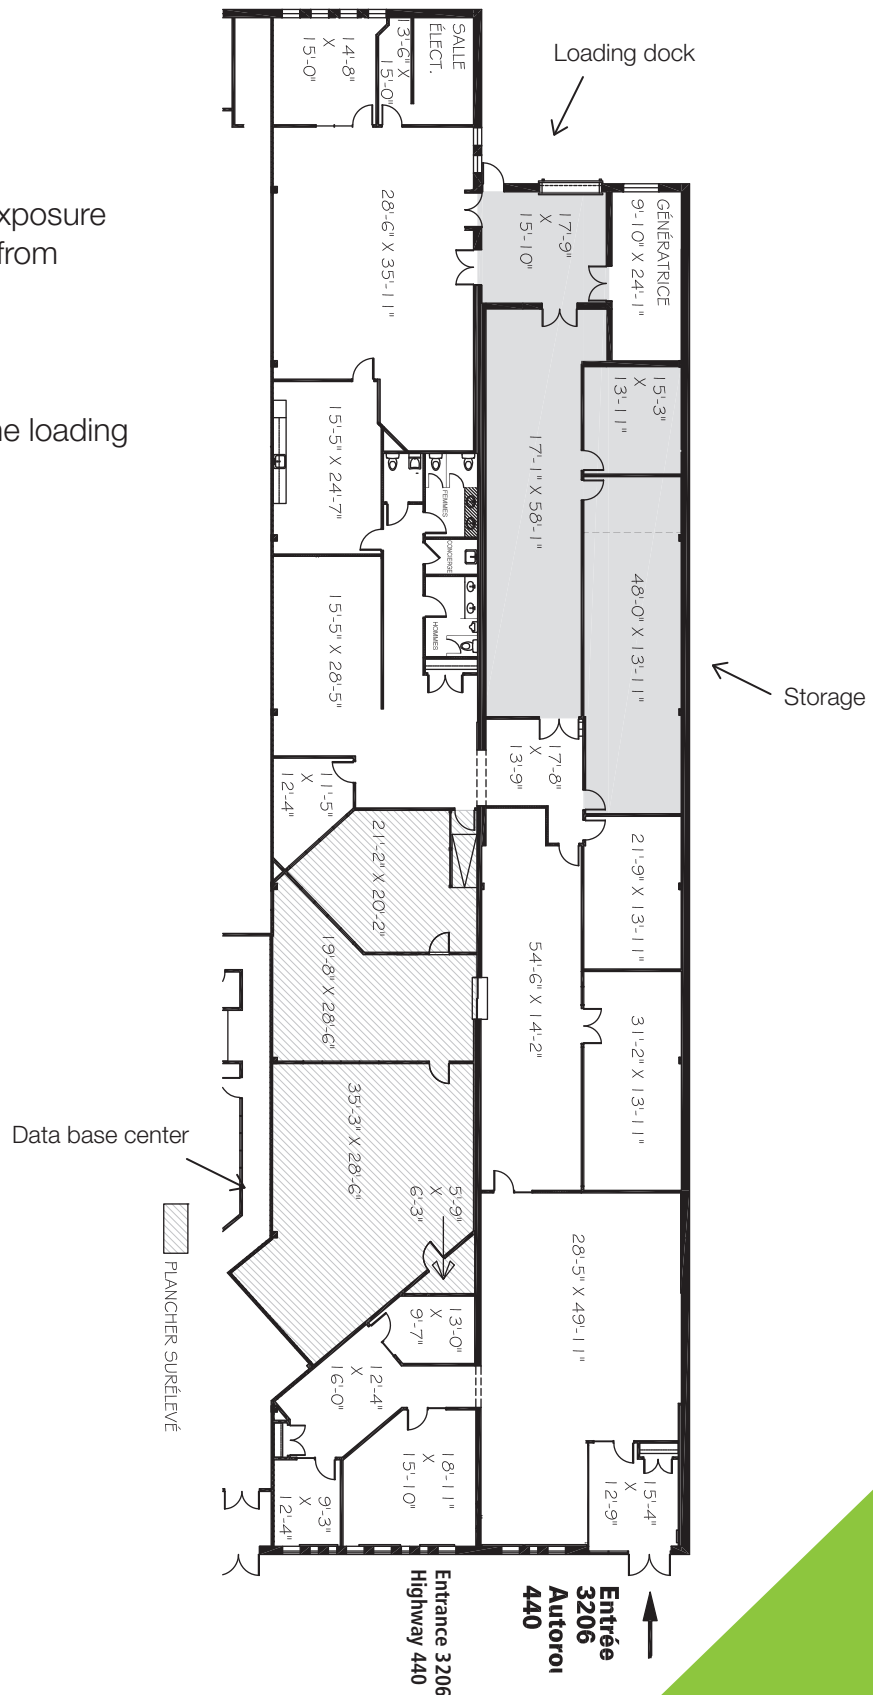 xposure
from
ne loading
Loading dock
Storage
Data base center
SALLE
ÉLECT.
13'-6" X
15'-0"
14'-8"
X
15'-0"
28'-6" X 35'-11"
17'-9"
X
15'-10"
GÉNÉRATRICE
9'-10" X 24'-1"
15'-3"
X
13'-11"
17'-1" X 58'-1"
48'-0" X 13'-11"
15'-5" X 24'-7"
FEMMES
CONCIERGE
HOMMES
15'-5" X 28'-5"
17'-8"
X
13'-9"
11'-5"
X
12'-4"
21'-2" X 20'-2"
21'-9" X 13'-11"
19'-8" X 28'-6"
54'-6" X 14'-2"
31'-2" X 13'-11"
35'-3" X 28'-6"
5'-9"
X
6'-3"
28'-5" X 49'-11"
13'-0"
X
9'-7"
12'-4"
X
16'-0"
18'-11"
X
15'-10"
9'-3"
X
12'-4"
15'-4"
X
12'-9"
PLANCHER SURÉLEVÉ
Entrée
3206
Autorou
440
Entrance 3206
Highway 440